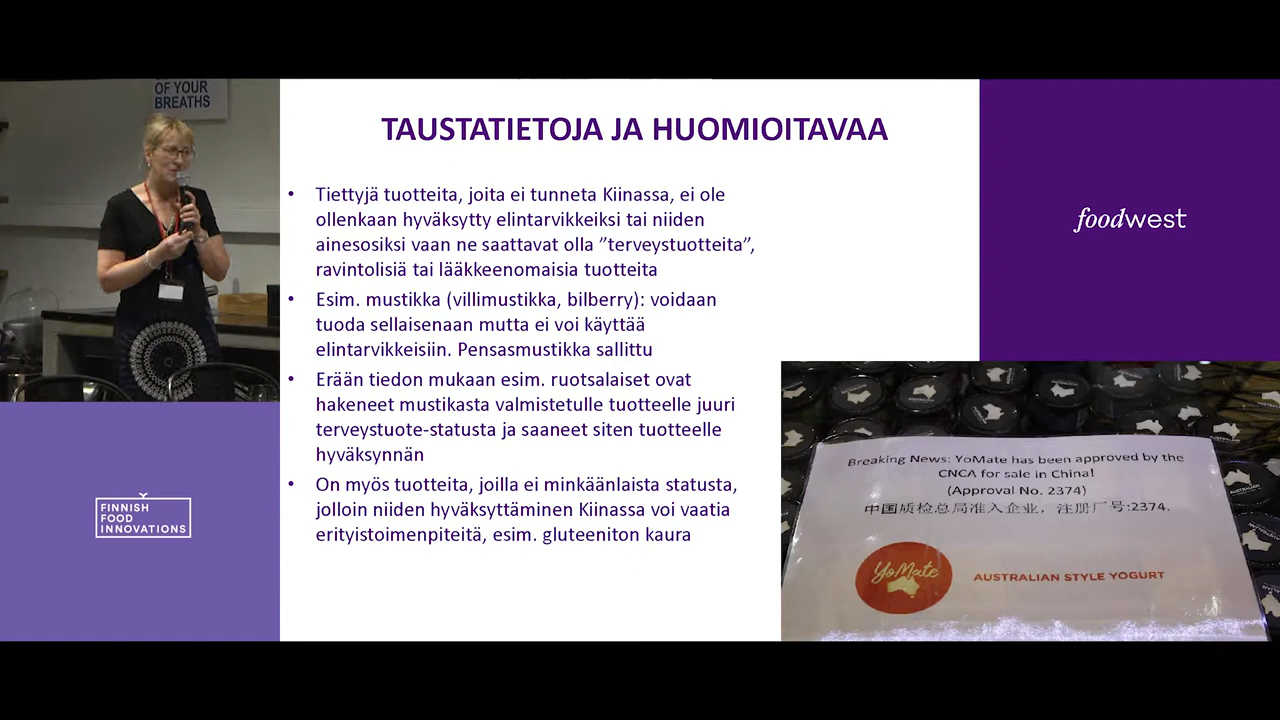 OF YOUR
BREATHS
TAUSTATIETOJA JA HUOMIOITAVAA
• Tiettyjä tuotteita, joita ei tunneta Kiinassa, ei ole
ollenkaan hyväksytty elintarvikkeiksi tai niiden
ainesosiksi vaan ne saattavat olla ”terveystuotteita”,
ravintolisiä tai lääkkeenomaisia tuotteita
• Esim. mustikka (villimustikka, bilberry): voidaan
tuoda sellaisenaan mutta ei voi käyttää
elintarvikkeisiin. Pensasmustikka sallittu
• Erään tiedon mukaan esim. ruotsalaiset ovat
hakeneet mustikasta valmistetulle tuotteelle juuri
terveystuote-statusta ja saaneet siten tuotteelle
hyväksynnän
• On myös tuotteita, joilla ei minkäänlaista statusta,
jolloin niiden hyväksyttäminen Kiinassa voi vaatia
erityistoimenpiteitä, esim. gluteeniton kaura
foodwest
FINNISH
FOOD
INNOVATIONS
Breaking News: YoMate has been approved by the
CNCA for sale in China!
(Approval No. 2374)
中国质检总局准入企业，注册厂号:2374.
YoMate
AUSTRALIAN STYLE YOGURT